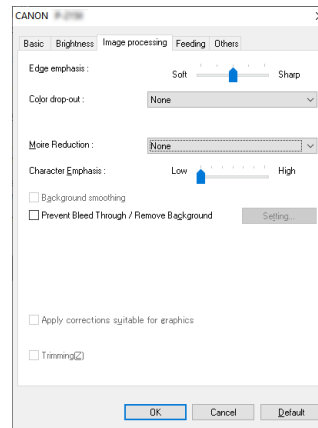 CANON
Basic Brightness Image processing Feeding Others
Edge emphasis : Soft Sharp
Color drop-out : None
Moire Reduction : None
Character Emphasis : Low High
Background smoothing
Prevent Bleed Through / Remove Background Setting...
Apply corrections suitable for graphics
Trimming(Z)
OK Cancel Default